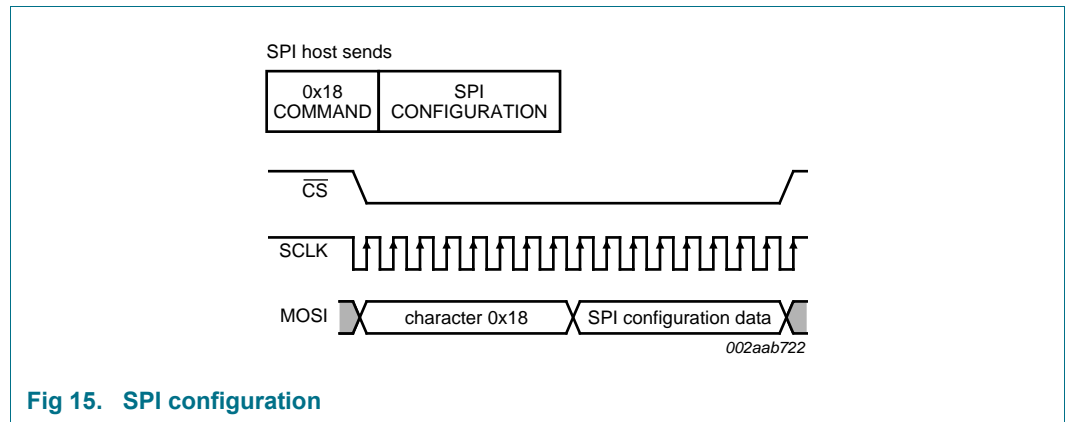 SPI host sends
0x18
COMMAND
SPI
CONFIGURATION
CS
SCLK
MOSI
character 0x18
SPI configuration data
002aab722
Fig 15. SPI configuration